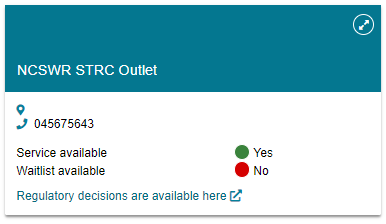 NCSWR STRC Outlet
045675643
Service available Yes
Waitlist available No
Regulatory decisions are available here